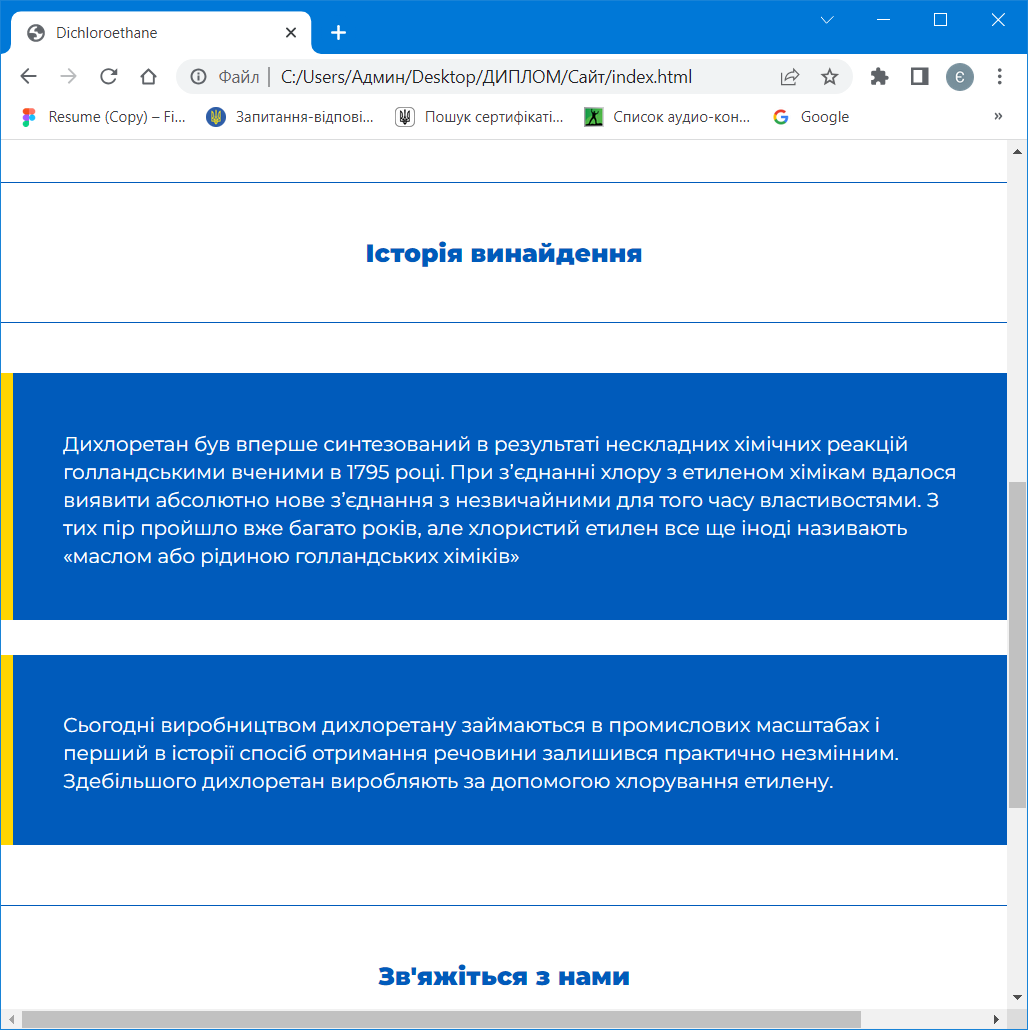 Dichloroethane
Файл | C:/Users/Админ/Desktop/ДИПЛОМ/Сайт/index.html
Є
Resume (Copy) – Fi... Запитання-відпові... Пошук сертифікаті... Список аудио-кон... Google »
Історія винайдення
Дихлоретан був вперше синтезований в результаті нескладних хімічних реакцій
голландськими вченими в 1795 році. При з’єднанні хлору з етиленом хімікам вдалося
виявити абсолютно нове з’єднання з незвичайними для того часу властивостями. З
тих пір пройшло вже багато років, але хлористий етилен все ще іноді називають
«маслом або рідиною голландських хіміків»
Сьогодні виробництвом дихлоретану займаються в промислових масштабах і
перший в історії спосіб отримання речовини залишився практично незмінним.
Здебільшого дихлоретан виробляють за допомогою хлорування етилену.
Зв'яжіться з нами